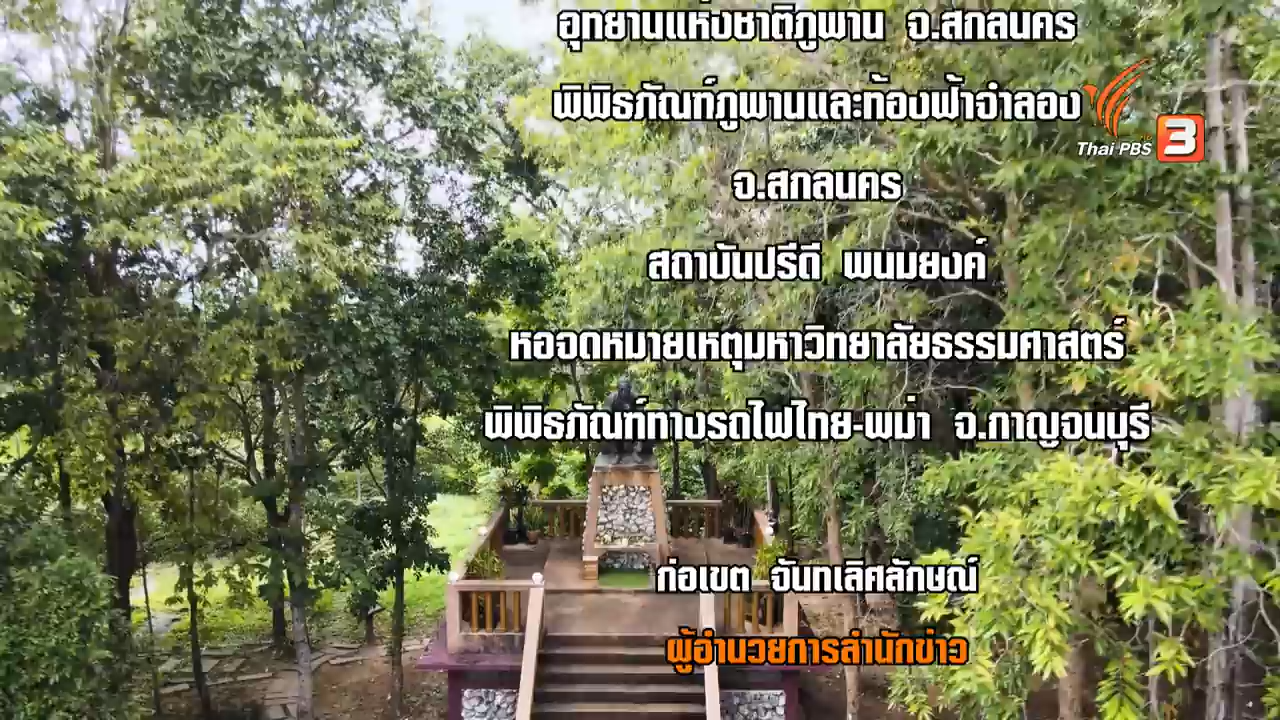 อุทยานแห่งชาติภูพาน จ.สกลนคร
พิพิธภัณฑ์ภูพานและท้องฟ้าจำลอง
Thai PBS 3
จ.สกลนคร
สถาบันปรีดี พนมยงค์
หอจดหมายเหตุมหาวิทยาลัยธรรมศาสตร์
พิพิธภัณฑ์ทางรถไฟไทย-พม่า จ.กาญจนบุรี
ก่อเขต จันทเลิศลักษณ์
ผู้อำนวยการสำนักข่าว